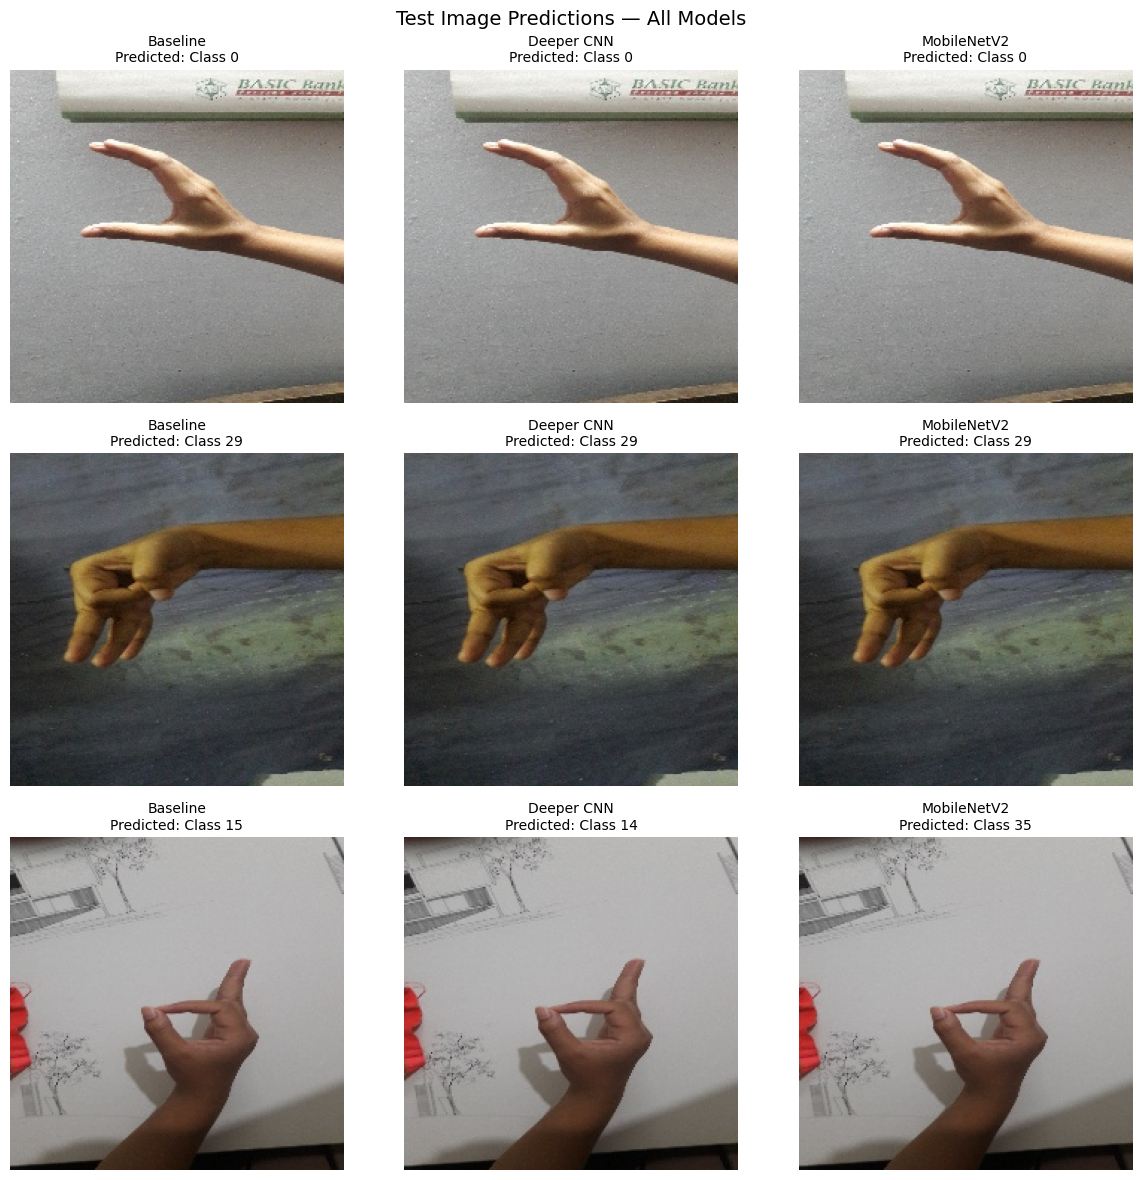 Test Image Predictions — All Models
Baseline
Predicted: Class 0
Deeper CNN
Predicted: Class 0
MobileNetV2
Predicted: Class 0
BASIC Bank
BASIC Bank
BASIC Bank
Baseline
Predicted: Class 29
Deeper CNN
Predicted: Class 29
MobileNetV2
Predicted: Class 29
Baseline
Predicted: Class 15
Deeper CNN
Predicted: Class 14
MobileNetV2
Predicted: Class 35